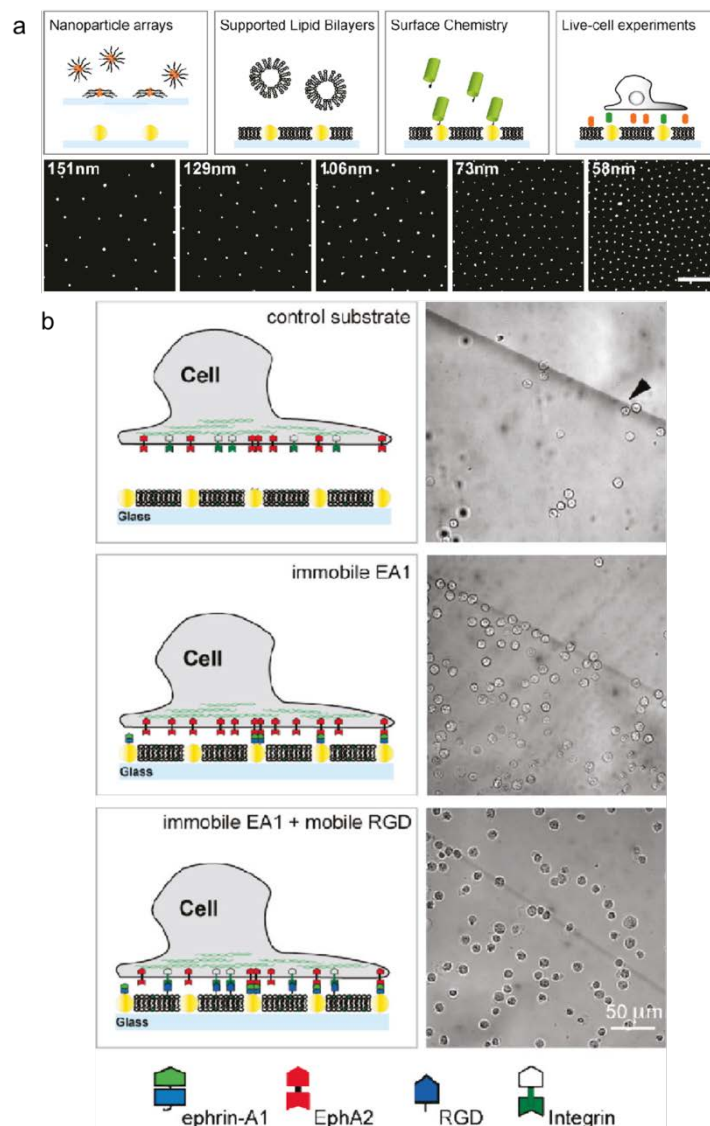 a
Nanoparticle arrays
Supported Lipid Bilayers
Surface Chemistry
Live-cell experiments
151nm
129nm
106nm
73nm
58nm
b
control substrate
Cell
Glass
immobile EA1
Cell
Glass
immobile EA1 + mobile RGD
Cell
Glass
50 µm
ephrin-A1
EphA2
RGD
Integrin